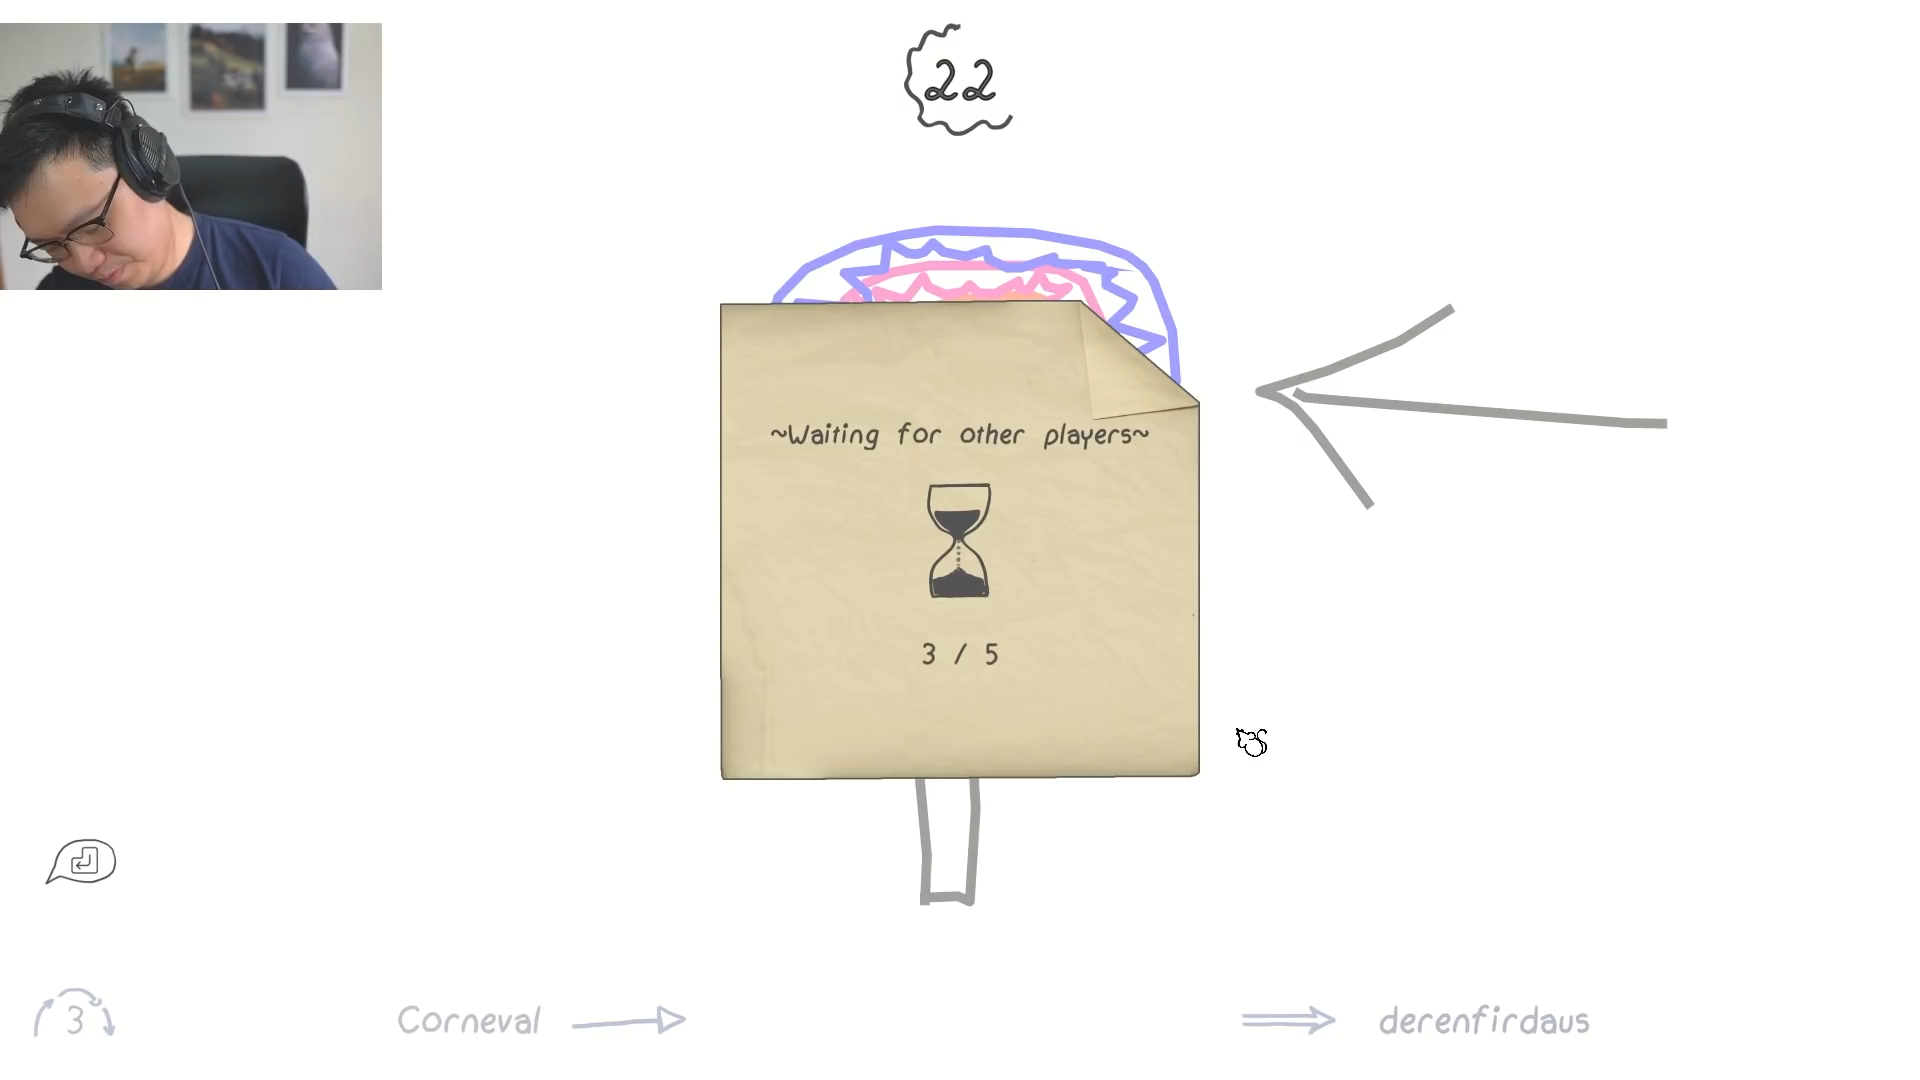 22
~Waiting for other players~
3 / 5
3
Corneval
derenfirdaus